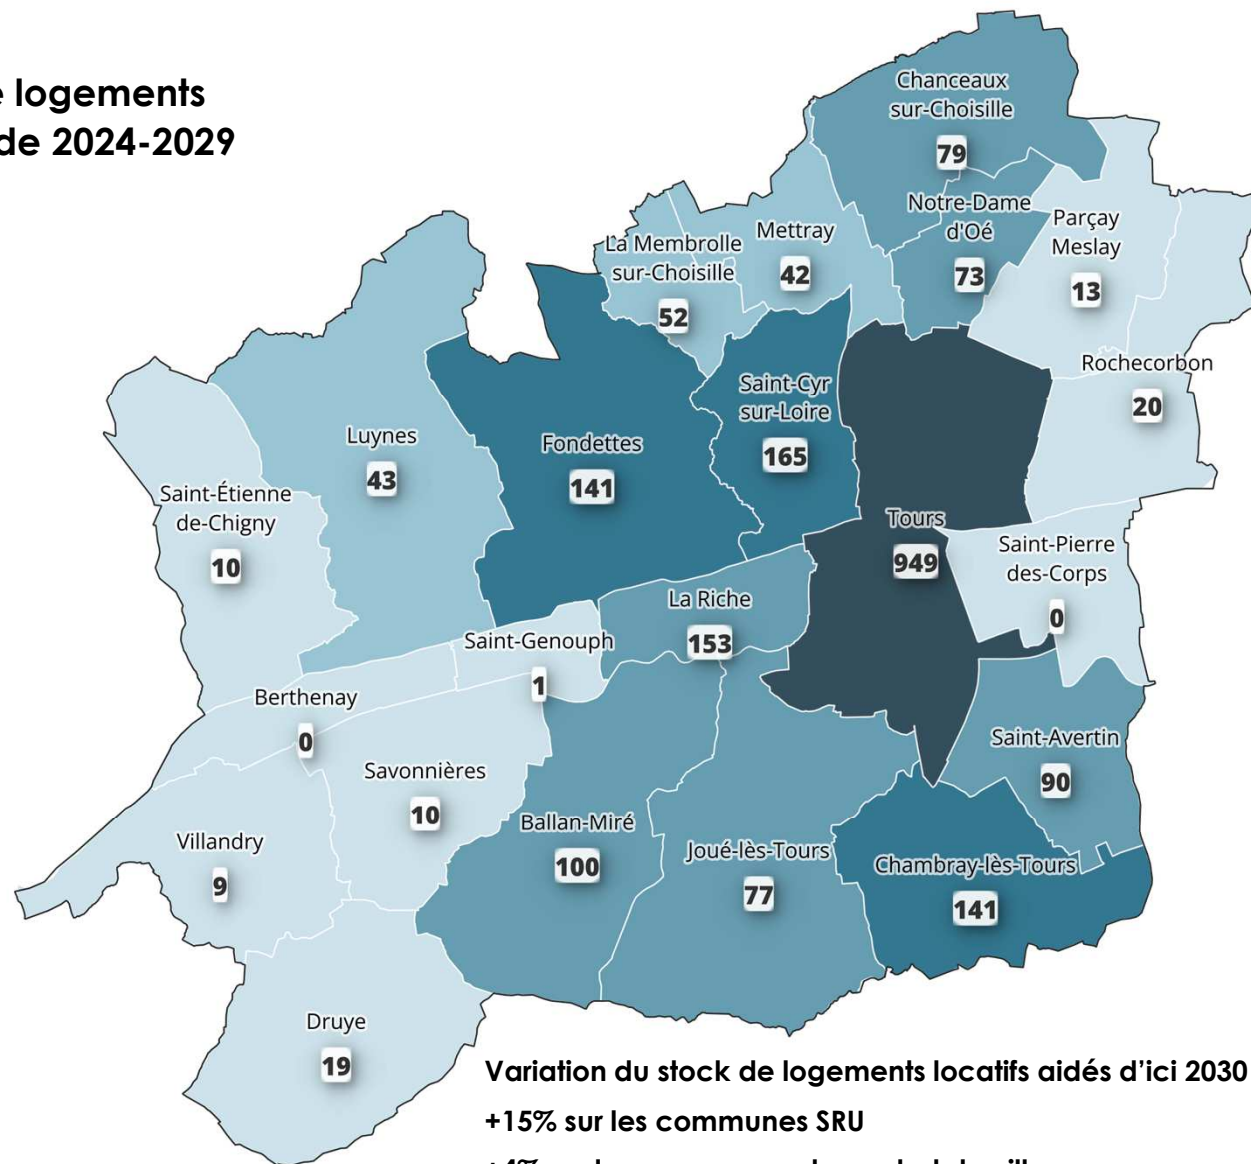 logements
de 2024-2029
Chanceaux
sur-Choisille
79
Notre-Dame
d'Oé
73
Parçay
Meslay
13
La Membrolle
sur-Choisille
52
Mettray
42
Rochecorbon
20
Saint-Cyr
sur-Loire
165
Luynes
43
Fondettes
141
Saint-Étienne
de-Chigny
10
Tours
949
Saint-Pierre
des-Corps
0
La Riche
153
Saint-Genouph
1
Berthenay
0
Savonnières
10
Saint-Avertin
90
Villandry
9
Ballan-Miré
100
Joué-lès-Tours
77
Chambray-lès-Tours
141
Druye
19
Variation du stock de logements locatifs aidés d'ici 2030
+15% sur les communes SRU